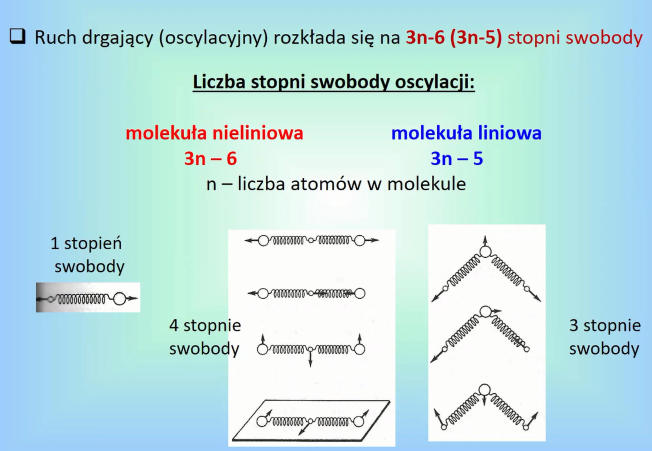 Ruch drgający (oscylacyjny) rozkłada się na 3n-6 (3n-5) stopni swobody
Liczba stopni swobody oscylacji:
molekuła nieliniowa
3n – 6
molekuła liniowa
3n – 5
n – liczba atomów w molekule
1 stopień
swobody
4 stopnie
swobody
3 stopnie
swobody